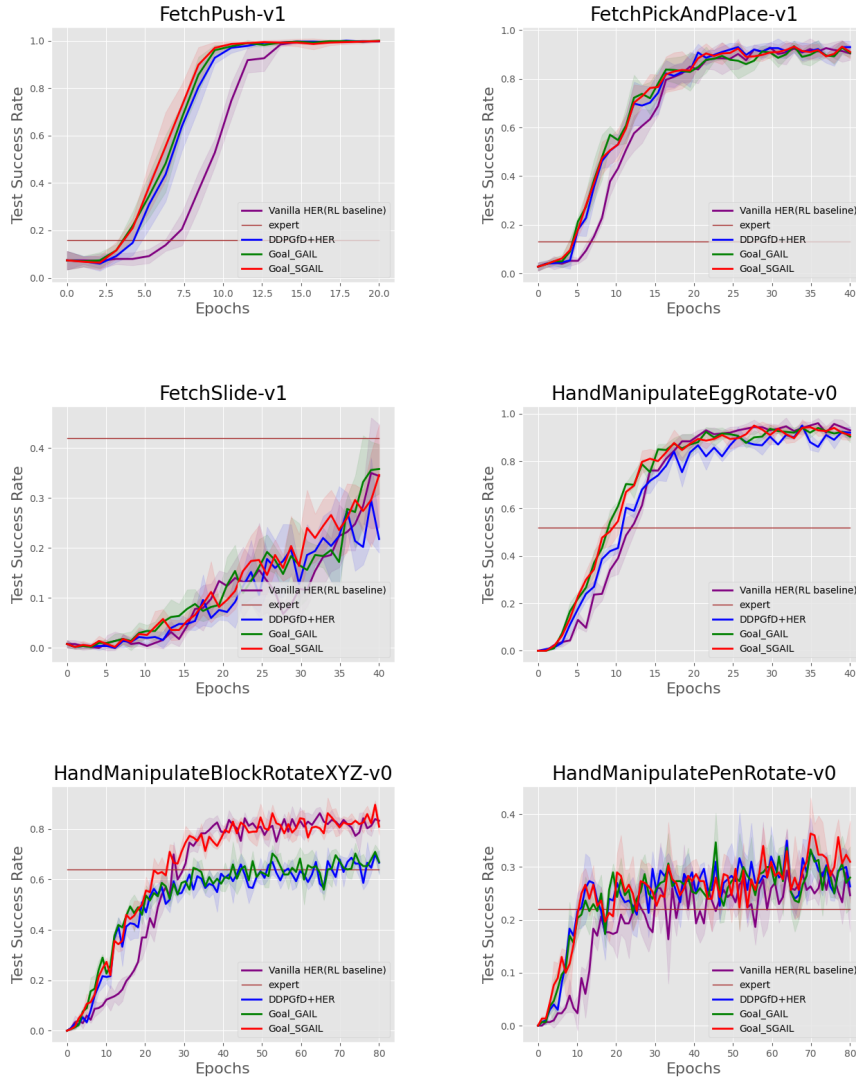 FetchPush-v1
Test Success Rate
1.0
0.8
0.6
0.4
0.2
0.0
Vanilla HER(RL baseline)
expert
DDPGfD+HER
Goal_GAIL
Goal_SGAIL
0.0 2.5 5.0 7.5 10.0 12.5 15.0 17.5 20.0
Epochs
FetchPickAndPlace-v1
Test Success Rate
1.0
0.8
0.6
0.4
0.2
0.0
Vanilla HER(RL baseline)
expert
DDPGfD+HER
Goal_GAIL
Goal_SGAIL
0 5 10 15 20 25 30 35 40
Epochs
FetchSlide-v1
Test Success Rate
0.4
0.3
0.2
0.1
0.0
Vanilla HER(RL baseline)
expert
DDPGfD+HER
Goal_GAIL
Goal_SGAIL
0 5 10 15 20 25 30 35 40
Epochs
HandManipulateEggRotate-v0
Test Success Rate
1.0
0.8
0.6
0.4
0.2
0.0
Vanilla HER(RL baseline)
expert
DDPGfD+HER
Goal_GAIL
Goal_SGAIL
0 5 10 15 20 25 30 35 40
Epochs
HandManipulateBlockRotateXYZ-v0
Test Success Rate
0.8
0.6
0.4
0.2
0.0
Vanilla HER(RL baseline)
expert
DDPGfD+HER
Goal_GAIL
Goal_SGAIL
0 10 20 30 40 50 60 70 80
Epochs
HandManipulatePenRotate-v0
Test Success Rate
0.4
0.3
0.2
0.1
0.0
Vanilla HER(RL baseline)
expert
DDPGfD+HER
Goal_GAIL
Goal_SGAIL
0 10 20 30 40 50 60 70 80
Epochs